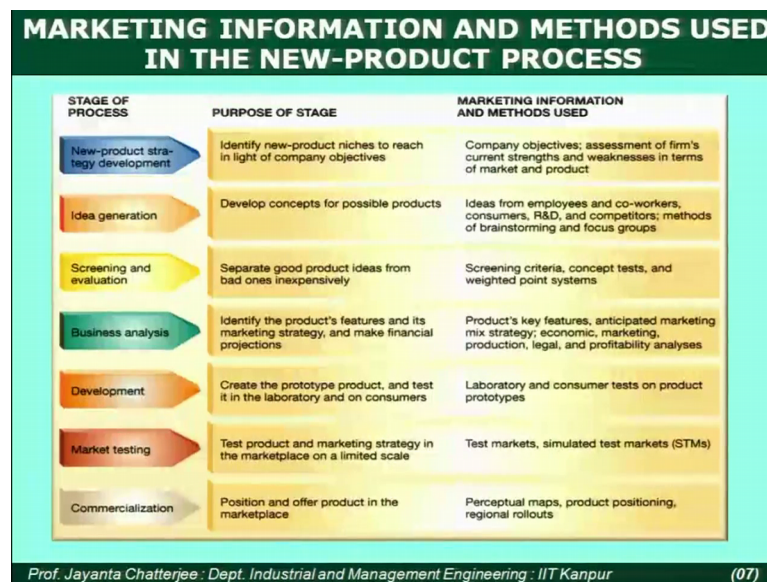 MARKETING INFORMATION AND METHODS USED
IN THE NEW-PRODUCT PROCESS
STAGE OF
PROCESS
PURPOSE OF STAGE
MARKETING INFORMATION
AND METHODS USED
New-product stra-
tegy development
Identify new-product niches to reach
in light of company objectives
Company objectives; assessment of firm's
current strengths and weaknesses in terms
of market and product
Idea generation
Develop concepts for possible products
Ideas from employees and co-workers,
consumers, R&D, and competitors; methods
of brainstorming and focus groups
Screening and
evaluation
Separate good product ideas from
bad ones inexpensively
Screening criteria, concept tests, and
weighted point systems
Business analysis
Identify the product's features and its
marketing strategy, and make financial
projections
Product's key features, anticipated marketing
mix strategy; economic, marketing,
production, legal, and profitability analyses
Development
Create the prototype product, and test
it in the laboratory and on consumers
Laboratory and consumer tests on product
prototypes
Market testing
Test product and marketing strategy in
the marketplace on a limited scale
Test markets, simulated test markets (STMs)
Commercialization
Position and offer product in the
marketplace
Perceptual maps, product positioning,
regional rollouts
Prof. Jayanta Chatterjee : Dept. Industrial and Management Engineering : IIT Kanpur (07)